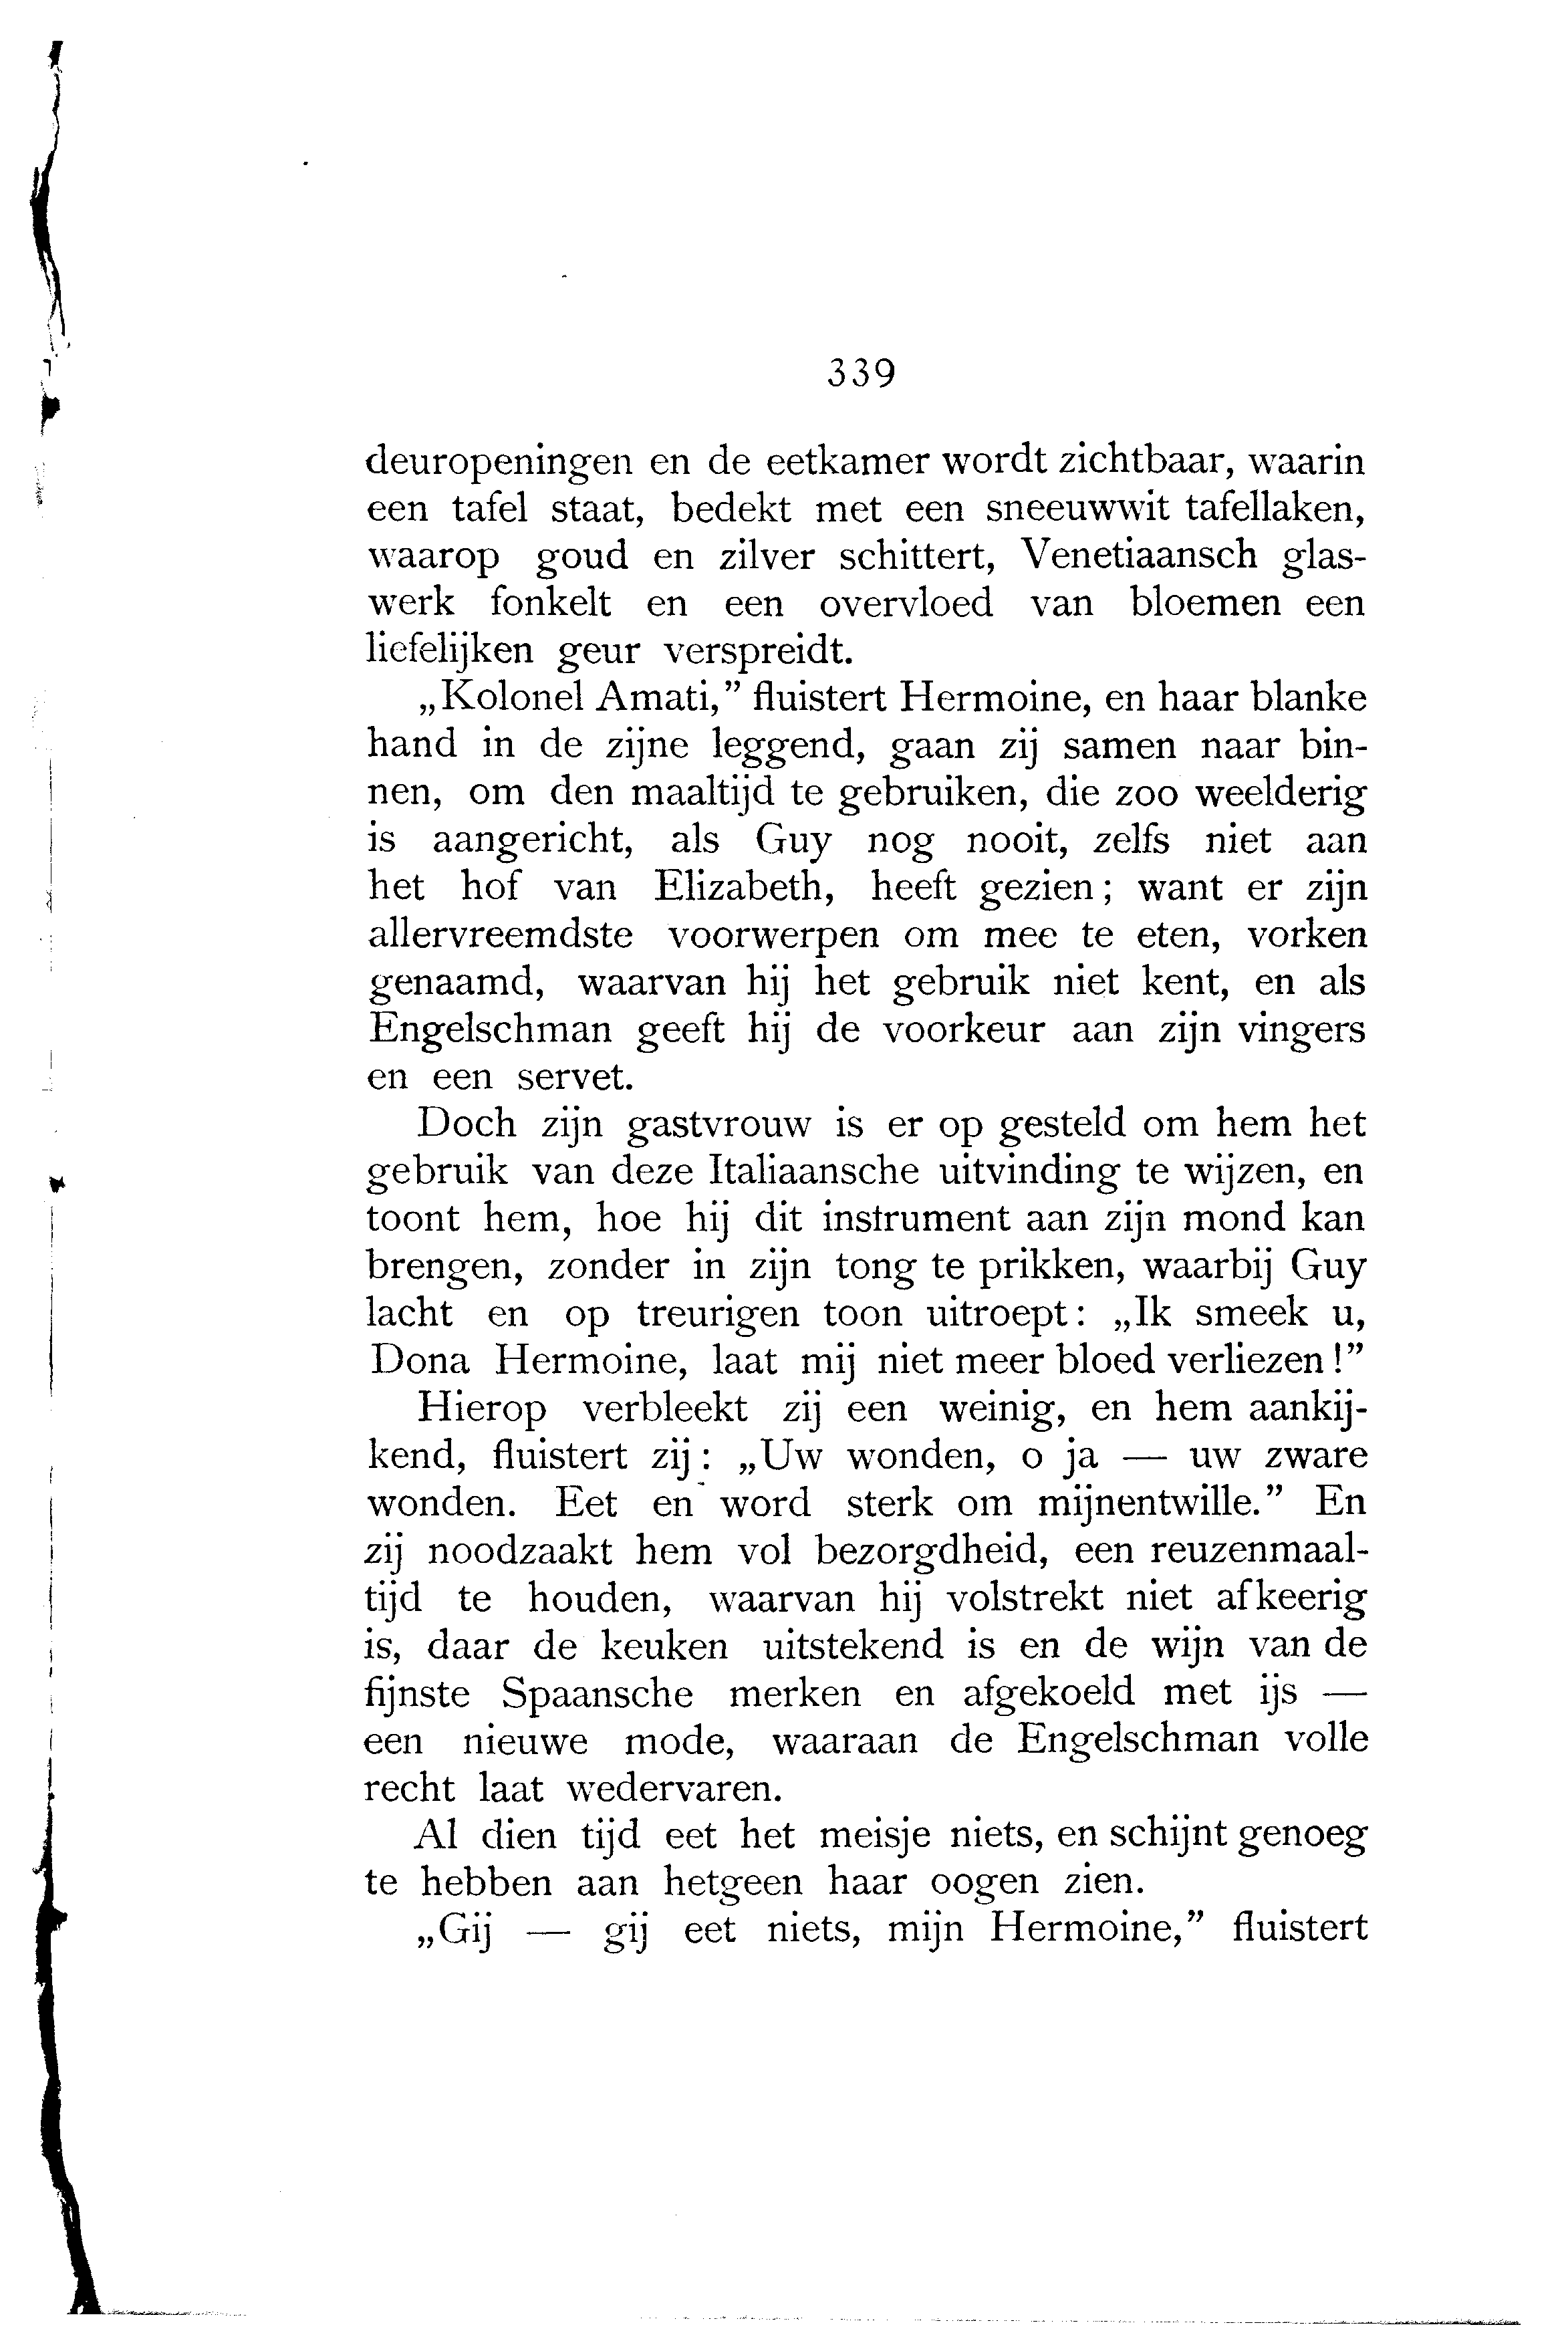 339
deuropeningen en de eetkamer wordt zichtbaar, waarin
een tafel staat, bedekt met een sneeuwwit tafellaken,
waarop goud en zilver schittert, Venetiaansch glas-
werk fonkelt en een overvloed van bloemen een
liefelijken geur verspreidt.
„Kolonel Amati,” fluistert Hermoine, en haar blanke
hand in de zijne leggend, gaan zij samen naar bin-
nen, om den maaltijd te gebruiken, die zoo weelderig
is aangericht, als Guy nog nooit, zelfs niet aan
het hof van Elizabeth, heeft gezien; want er zijn
allervreemdste voorwerpen om mee te eten, vorken
genaamd, waarvan hij het gebruik niet kent, en als
Engelschman geeft hij de voorkeur aan zijn vingers
en een servet.
Doch zijn gastvrouw is er op gesteld om hem het
gebruik van deze Italiaansche uitvinding te wijzen, en
toont hem, hoe hij dit instrument aan zijn mond kan
brengen, zonder in zijn tong te prikken, waarbij Guy
lacht en op treurigen toon uitroept: „Ik smeek u,
Dona Hermoine, laat mij niet meer bloed verliezen!”
Hierop verbleekt zij een weinig, en hem aankij-
kend, fluistert zij: „Uw wonden, o ja — uw zware
wonden. Eet en word sterk om mijnentwille.” En
zij noodzaakt hem vol bezorgdheid, een reuzenmaal-
tijd te houden, waarvan hij volstrekt niet afkeerig
is, daar de keuken uitstekend is en de wijn van de
fijnste Spaansche merken en afgekoeld met ijs —
een nieuwe mode, waaraan de Engelschman volle
recht laat wedervaren.
Al dien tijd eet het meisje niets, en schijnt genoeg
te hebben aan hetgeen haar oogen zien.
„Gij — gij eet niets, mijn Hermoine,” fluistert